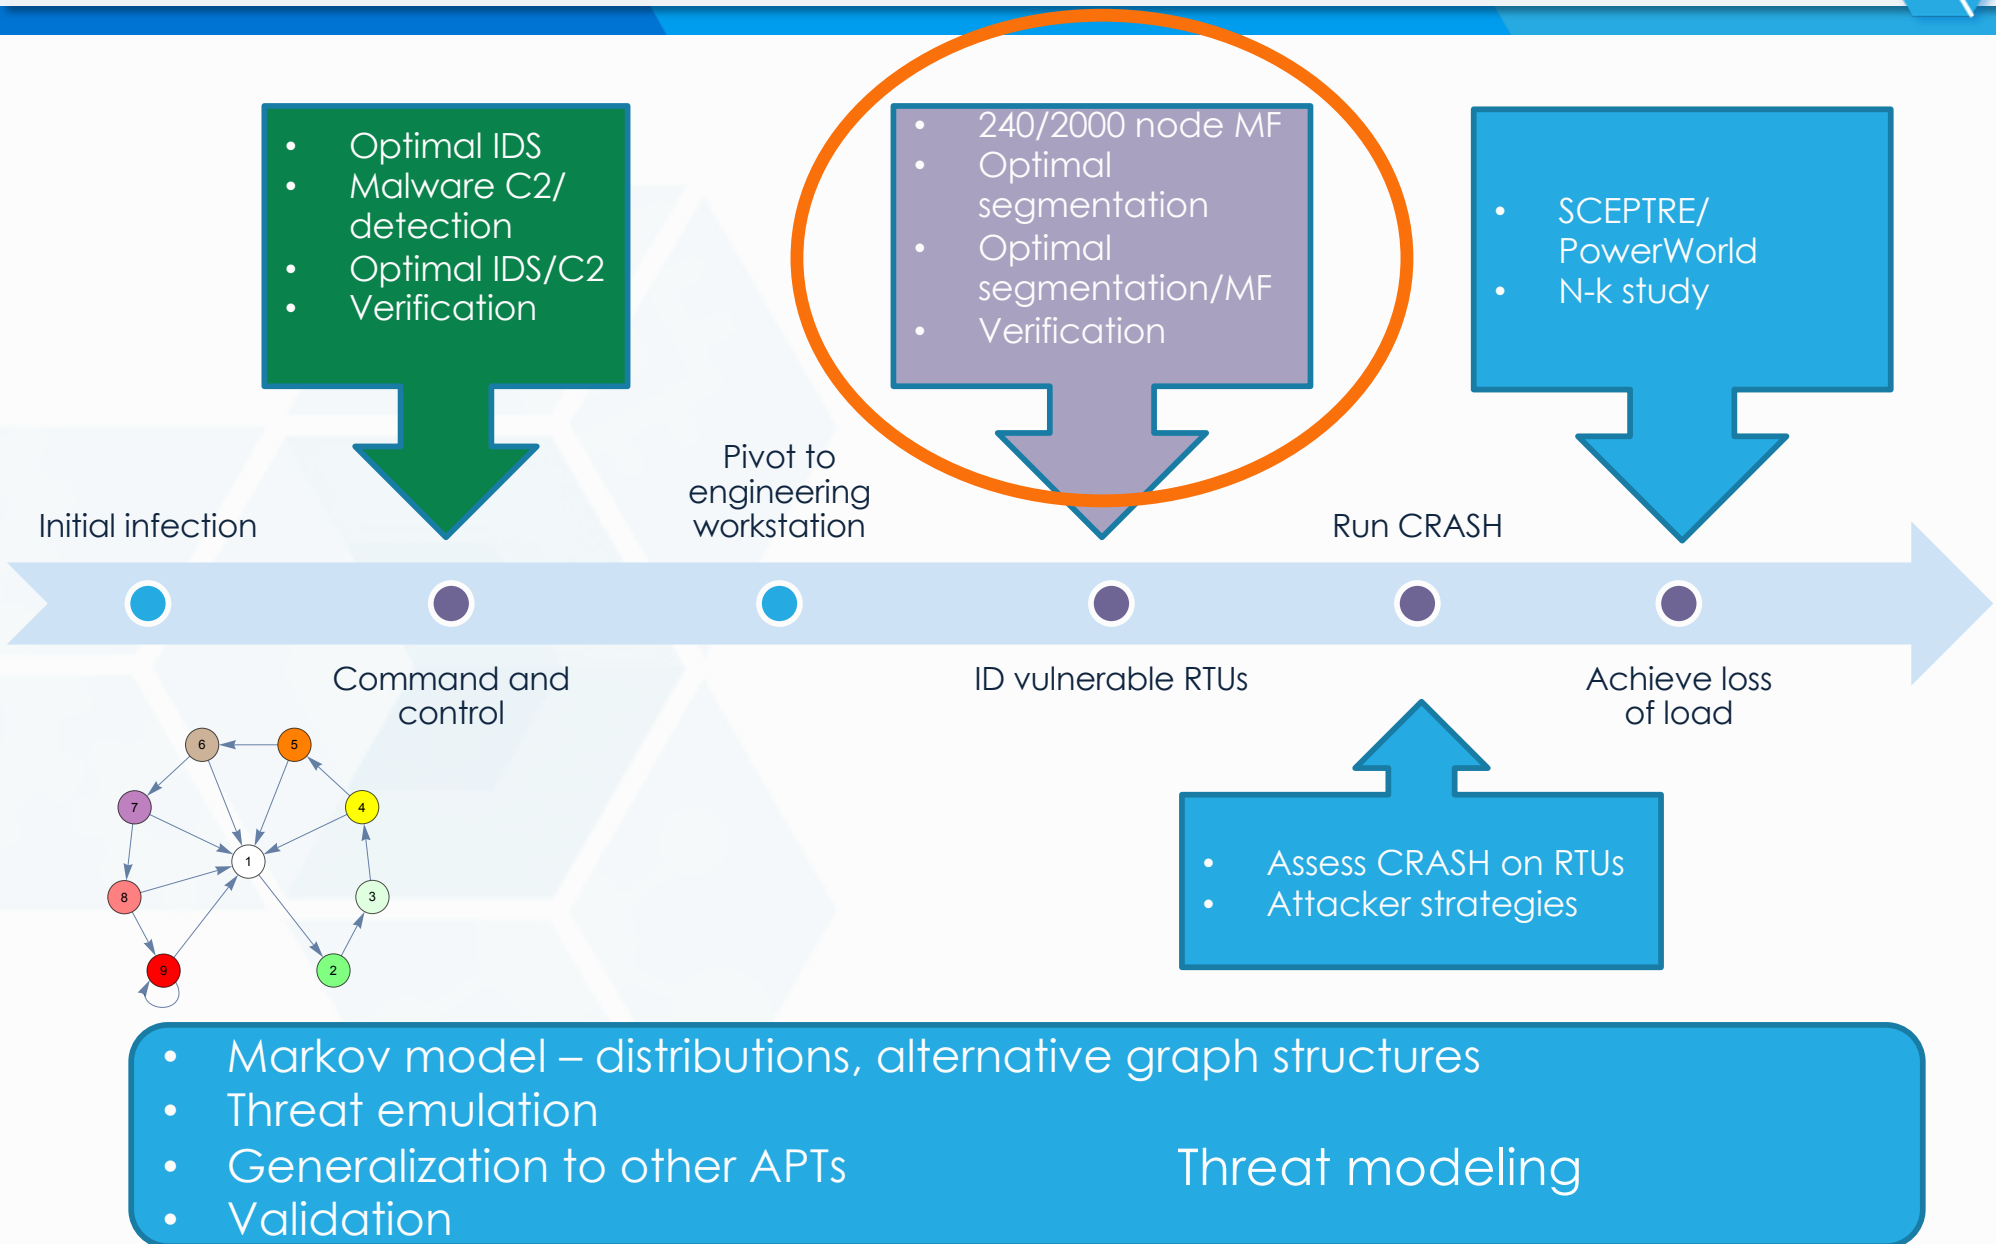 • Optimal IDS
• Malware C2/
detection
• Optimal IDS/C2
• Verification
• 240/2000 node MF
• Optimal
segmentation
• Optimal
segmentation/MF
• Verification
• SCEPTRE/
PowerWorld
• N-k study
Initial infection
Pivot to
engineering
workstation
Run CRASH
Command and
control
ID vulnerable RTUs
Achieve loss
of load
6
5
7
4
1
8
3
9
2
• Assess CRASH on RTUs
• Attacker strategies
• Markov model – distributions, alternative graph structures
• Threat emulation
• Generalization to other APTs
• Validation
Threat modeling